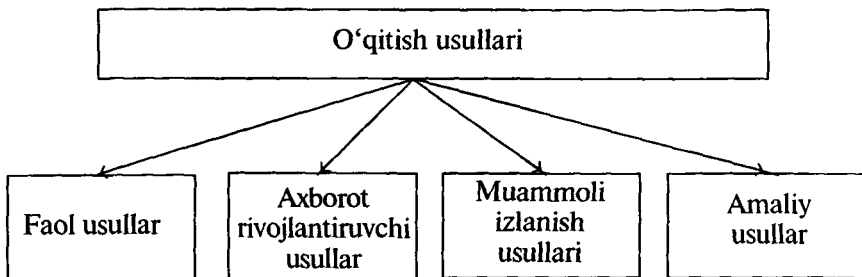 O‘qitish usullari
Faol usullar
Axborot
rivojlantiruvchi
usullar
Muammoli
izlanish
usullari
Amaliy
usullar